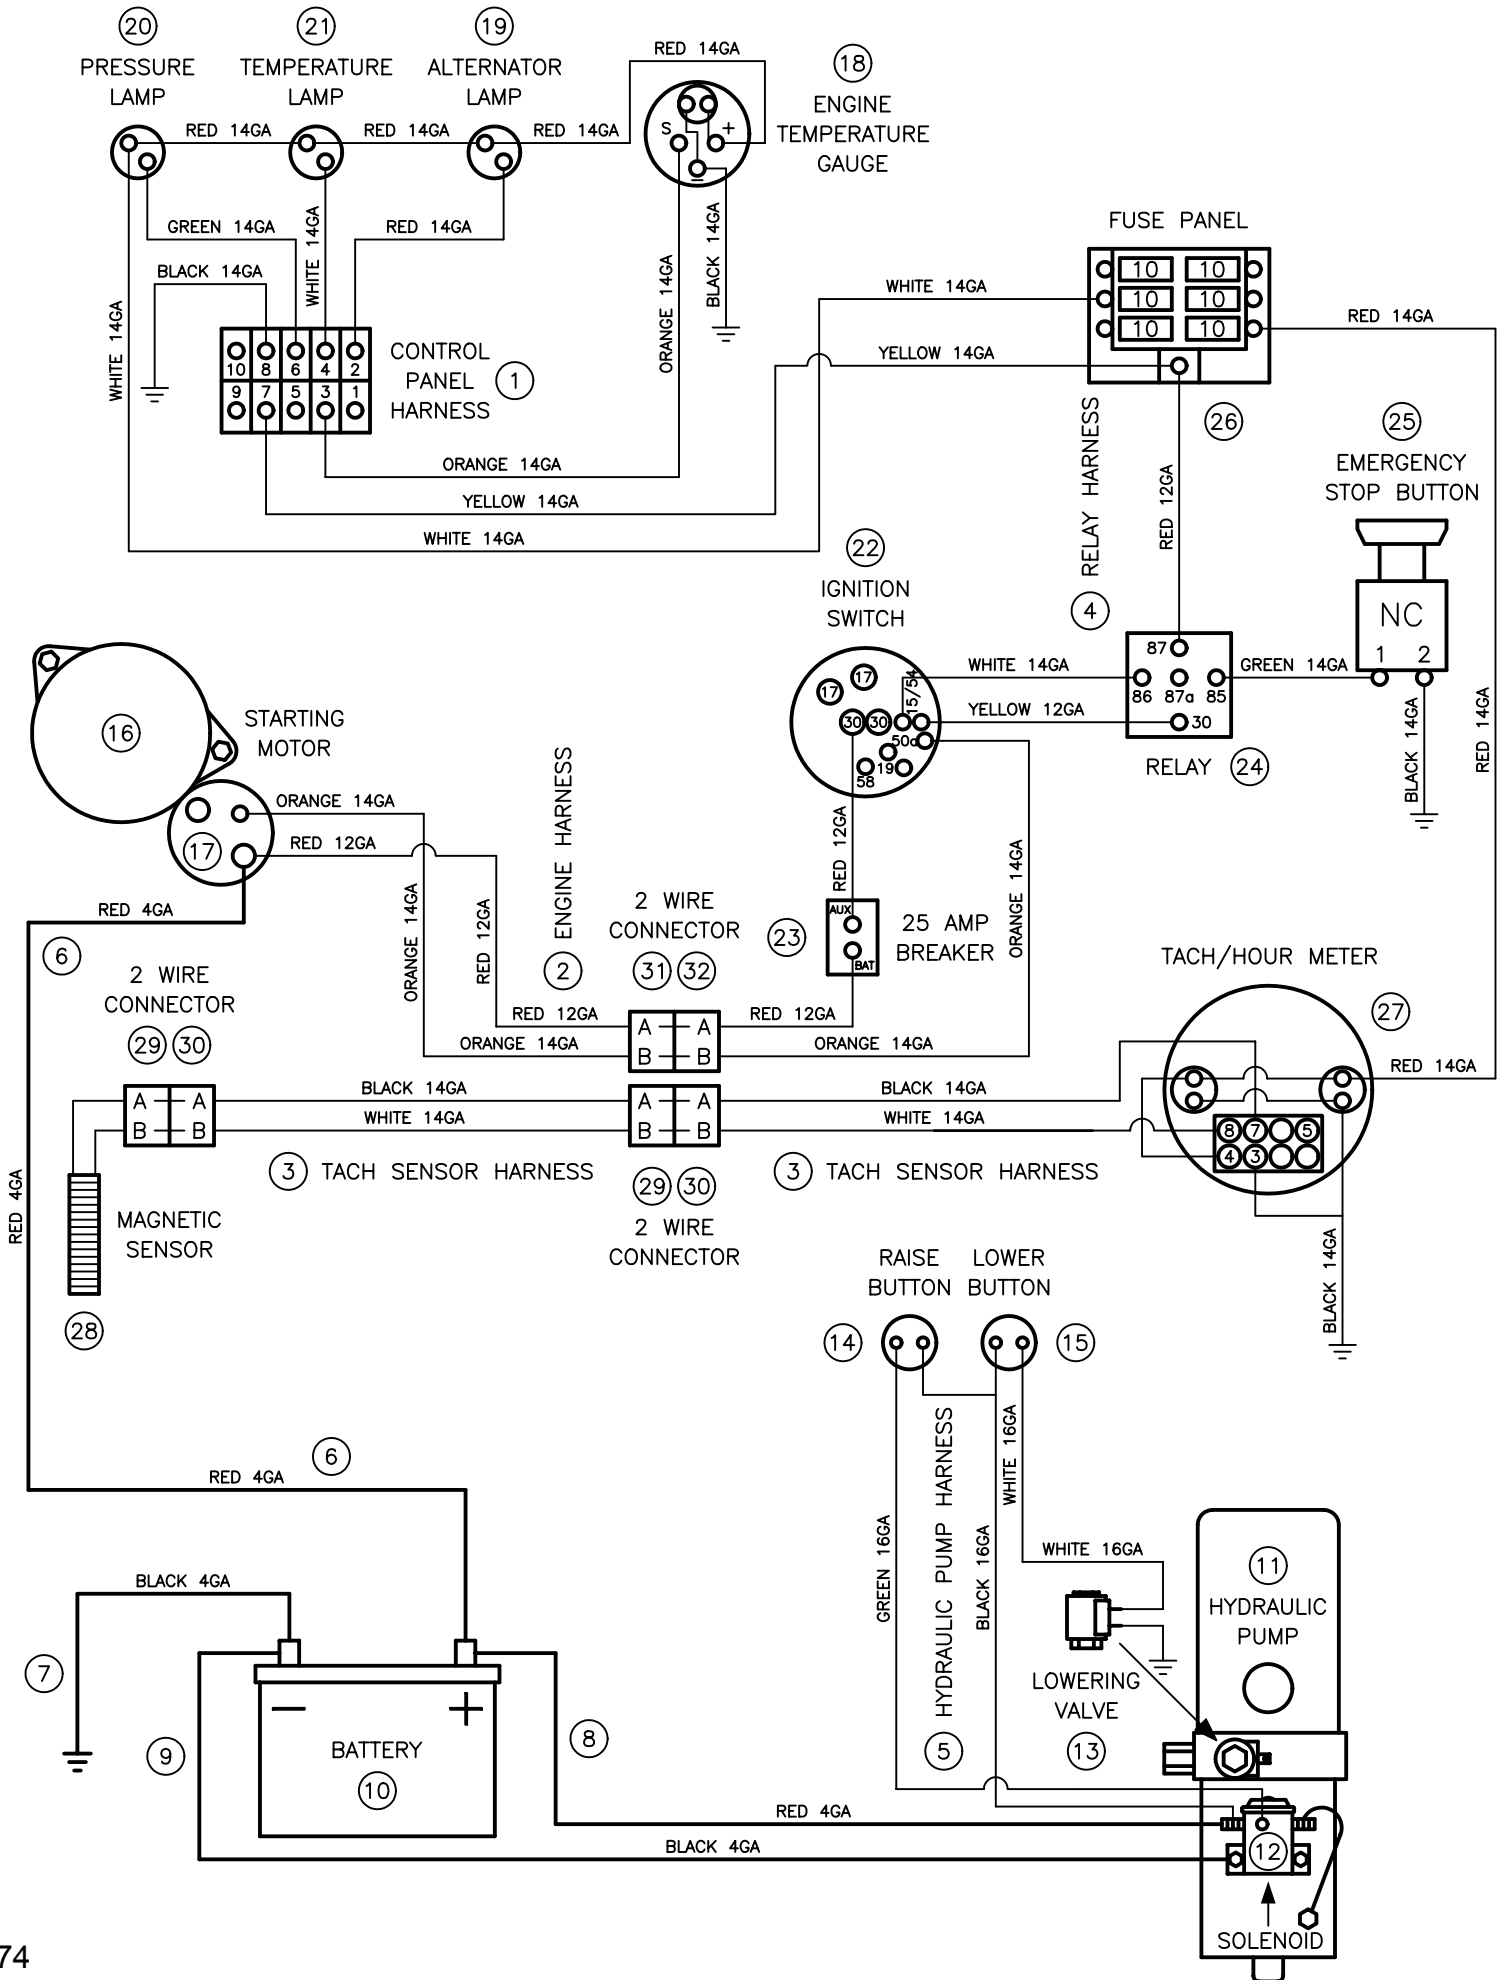 20
21
19
18
PRESSURE
LAMP
TEMPERATURE
LAMP
ALTERNATOR
LAMP
RED 14GA
ENGINE
TEMPERATURE
GAUGE
RED 14GA
RED 14GA
RED 14GA
S
+
–
GREEN 14GA
WHITE 14GA
RED 14GA
BLACK 14GA
ORANGE 14GA
BLACK 14GA
WHITE 14GA
10 8 6 4 2
9 7 5 3 1
CONTROL
PANEL
HARNESS
1
ORANGE 14GA
YELLOW 14GA
WHITE 14GA
FUSE PANEL
10 10
10 10
10 10
WHITE 14GA
YELLOW 14GA
RED 14GA
26
RELAY HARNESS
4
RED 12GA
25
EMERGENCY
STOP BUTTON
NC
1 2
22
IGNITION
SWITCH
17 17
30 30
15/54
50a
19
58
WHITE 14GA
YELLOW 12GA
87
86 87a 85
30
GREEN 14GA
RELAY 24
BLACK 14GA
RED 14GA
16
STARTING
MOTOR
17
ORANGE 14GA
RED 12GA
RED 4GA
6
ORANGE 14GA
RED 12GA
ENGINE HARNESS
2
2 WIRE
CONNECTOR
31 32
RED 12GA
23
AUX
BAT
25 AMP
BREAKER
ORANGE 14GA
RED 12GA
ORANGE 14GA
A A
B B
RED 12GA
ORANGE 14GA
2 WIRE
CONNECTOR
29 30
A A
B B
BLACK 14GA
WHITE 14GA
A A
B B
BLACK 14GA
WHITE 14GA
3 TACH SENSOR HARNESS
29 30
2 WIRE
CONNECTOR
3 TACH SENSOR HARNESS
TACH/HOUR METER
27
RED 14GA
8 7 5
4 3
BLACK 14GA
RED 4GA
MAGNETIC
SENSOR
28
RAISE
BUTTON
LOWER
BUTTON
14
15
GREEN 16GA
HYDRAULIC PUMP HARNESS
5
BLACK 16GA
WHITE 16GA
WHITE 16GA
LOWERING
VALVE
13
6
RED 4GA
BLACK 4GA
7
9
8
–
+
BATTERY
10
RED 4GA
BLACK 4GA
11
HYDRAULIC
PUMP
12
SOLENOID
74